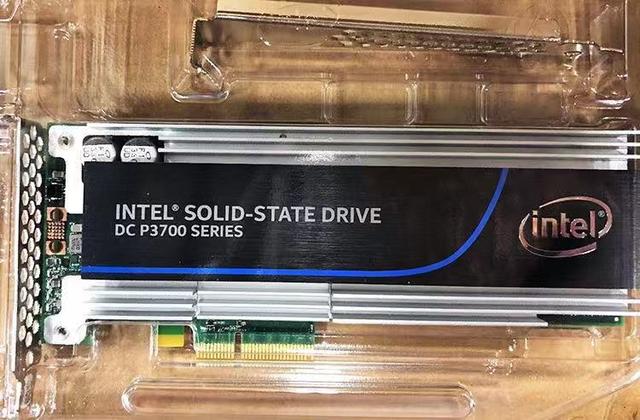 INTEL® SOLID-STATE DRIVE
DC P3700 SERIES
intel®